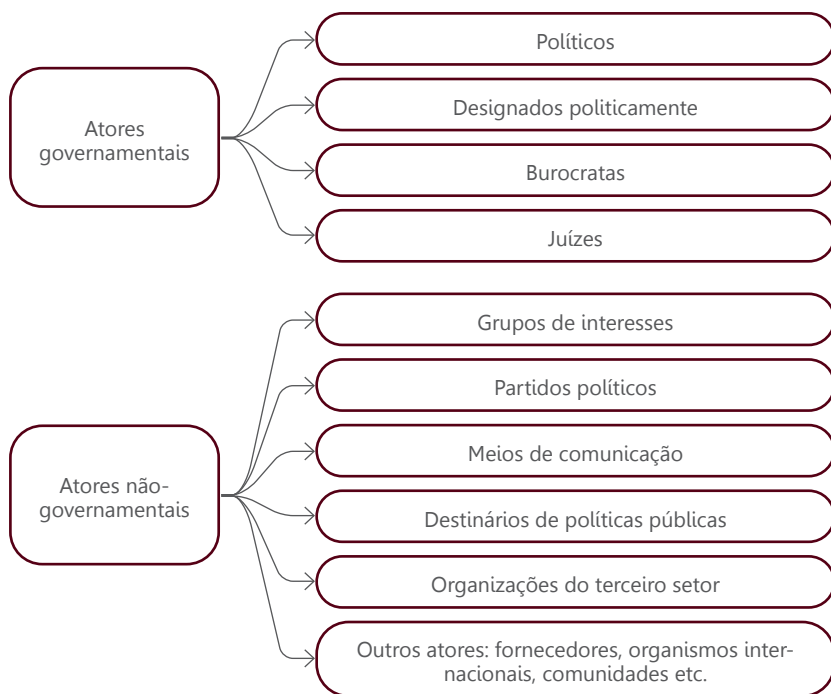 Políticos
Designados politicamente
Atores
governamentais
Burocratas
Juízes
Grupos de interesses
Partidos políticos
Meios de comunicação
Atores não-
governamentais
Destinários de políticas públicas
Organizações do terceiro setor
Outros atores: fornecedores, organismos inter-
nacionais, comunidades etc.